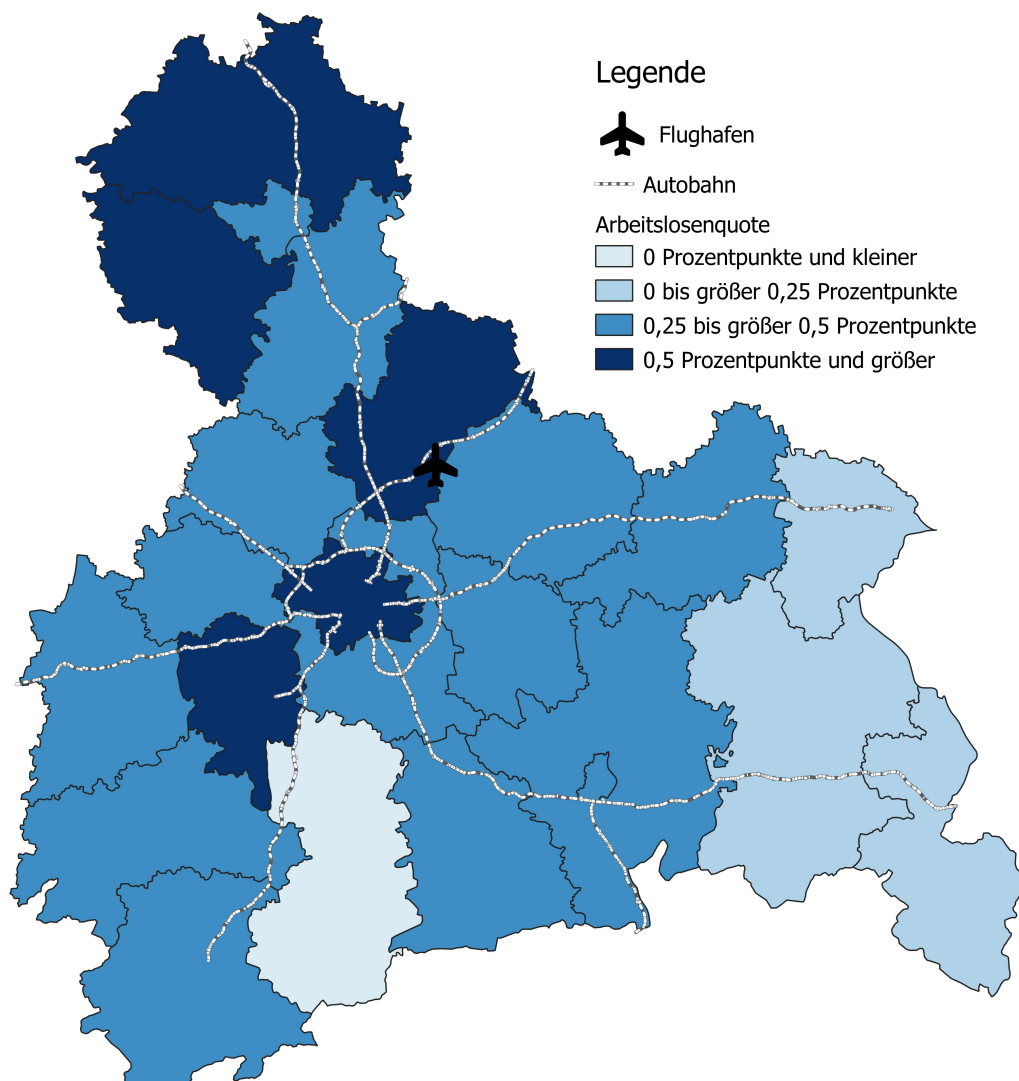 Legende
Flughafen
Autobahn
Arbeitslosenquote
0 Prozentpunkte und kleiner
0 bis größer 0,25 Prozentpunkte
0,25 bis größer 0,5 Prozentpunkte
0,5 Prozentpunkte und größer